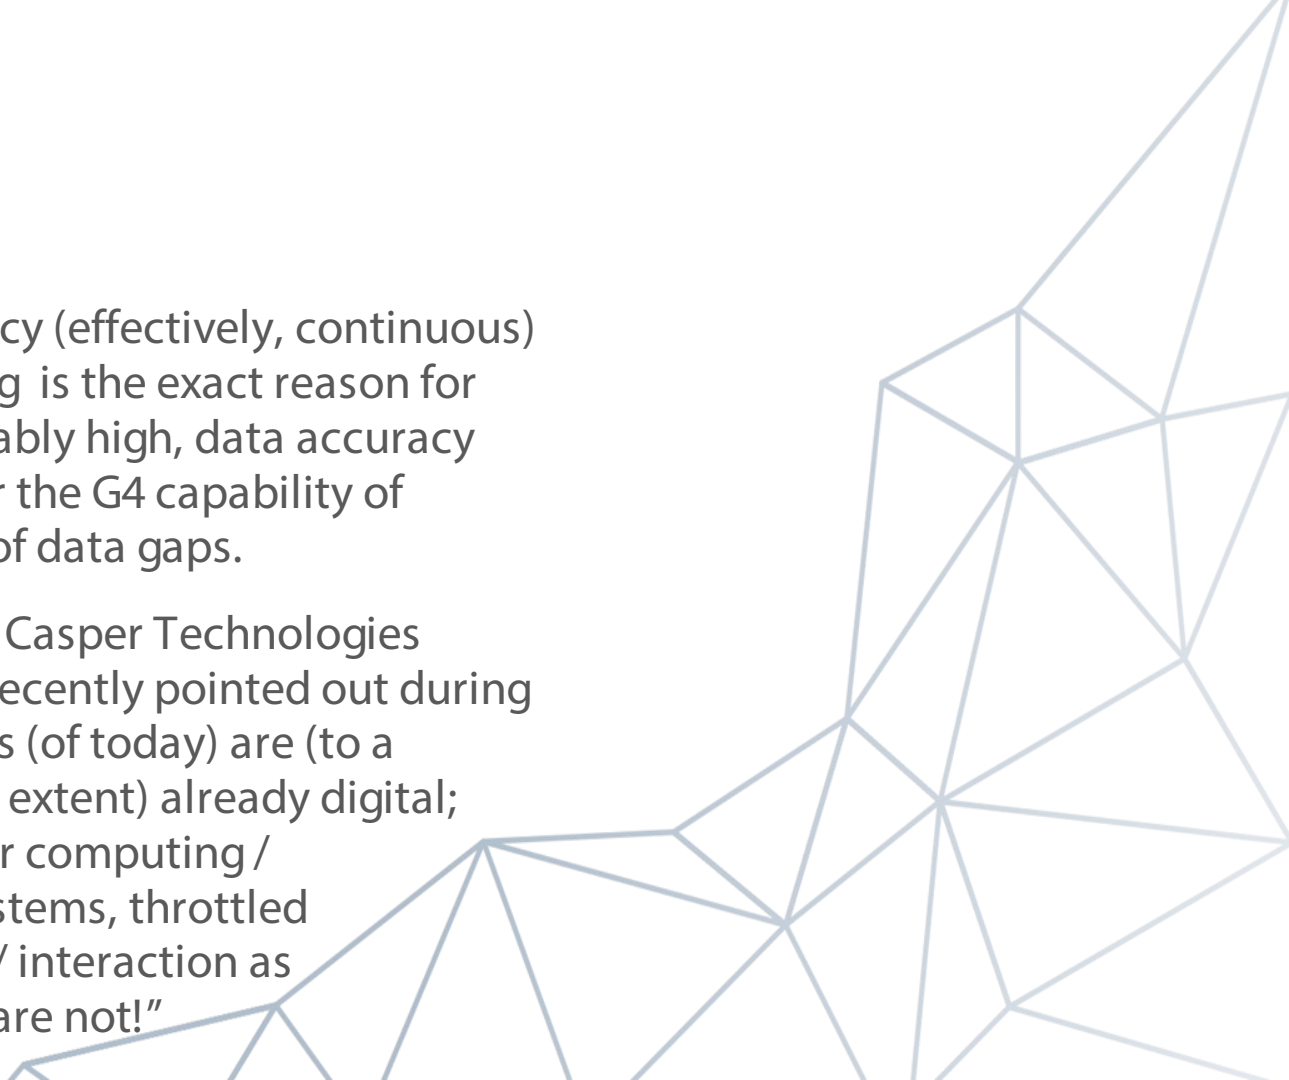 cy (effectively, continuous)
g is the exact reason for
ably high, data accuracy
r the G4 capability of
of data gaps.
Casper Technologies
ecently pointed out during
s (of today) are (to a
extent) already digital;
r computing /
stems, throttled
/ interaction as
are not!”